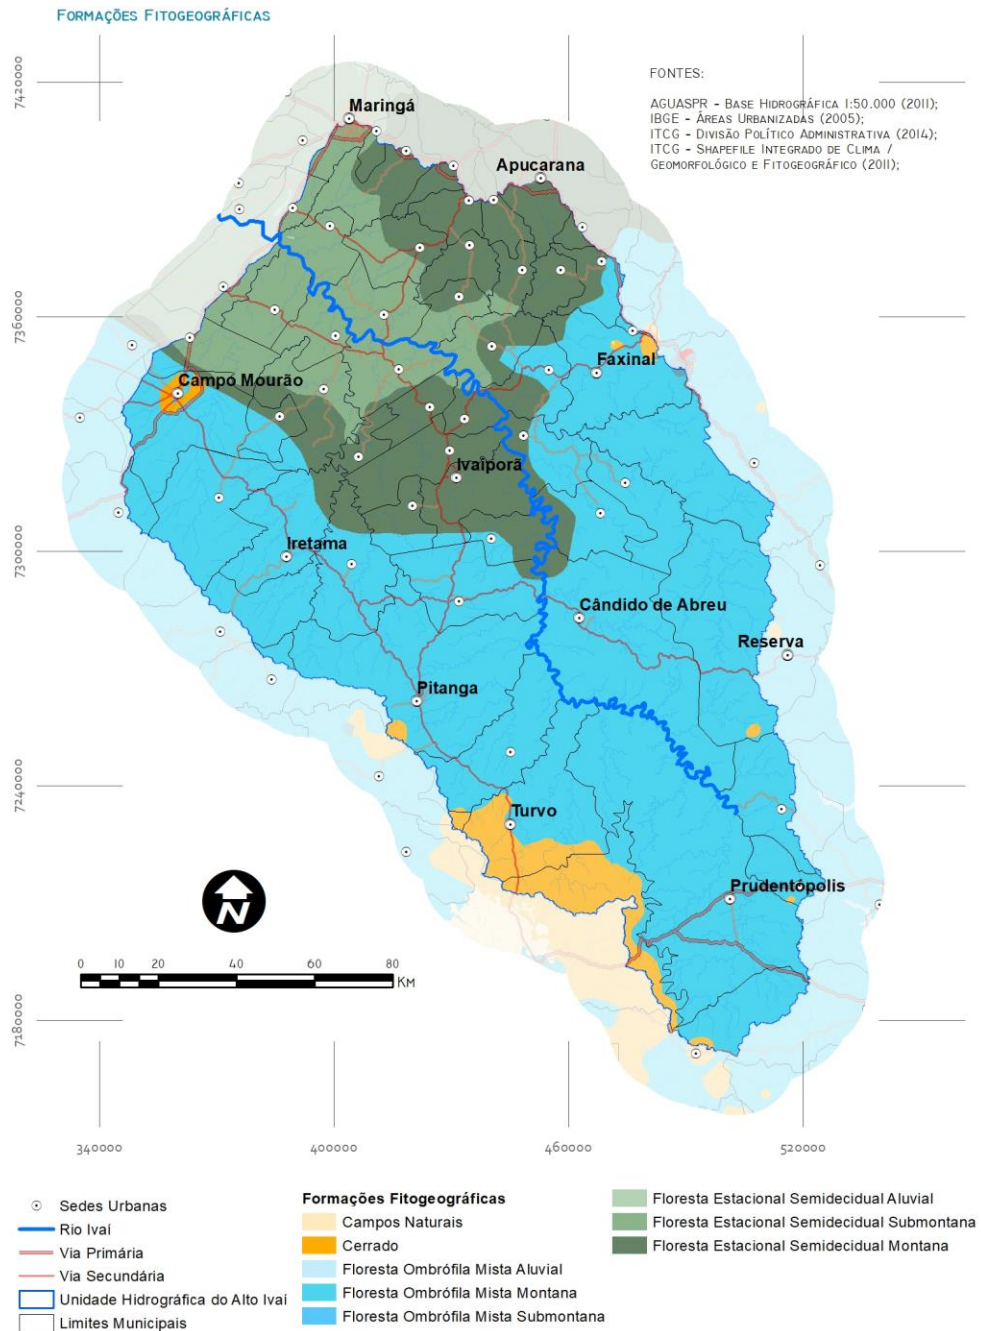 FORMAÇÕES FITOGEOGRÁFICAS
FONTES:
AGUASPR - BASE HIDROGRÁFICA 1:50.000 (2011);
IBGE - ÁREAS URBANIZADAS (2005);
ITCG - DIVISÃO POLÍTICO ADMINISTRATIVA (2014);
ITCG - SHAPEFILE INTEGRADO DE CLIMA /
GEOMORFOLÓGICO E FITOGEOGRÁFICO (2011);
7420000
Maringá
Apucarana
7360000
Faxinal
Campo Mourão
Ivaiporã
7300000
Iretama
Cândido de Abreu
Reserva
Pitanga
7240000
Turvo
Prudentópolis
N
0 10 20 40 60 80
KM
7180000
340000 400000 460000 520000
Sedes Urbanas
Rio Ivaí
Via Primária
Via Secundária
Unidade Hidrográfica do Alto Ivaí
Limites Municipais
Formações Fitogeográficas
Campos Naturais
Cerrado
Floresta Ombrófila Mista Aluvial
Floresta Ombrófila Mista Montana
Floresta Ombrófila Mista Submontana
Floresta Estacional Semidecidual Aluvial
Floresta Estacional Semidecidual Submontana
Floresta Estacional Semidecidual Montana